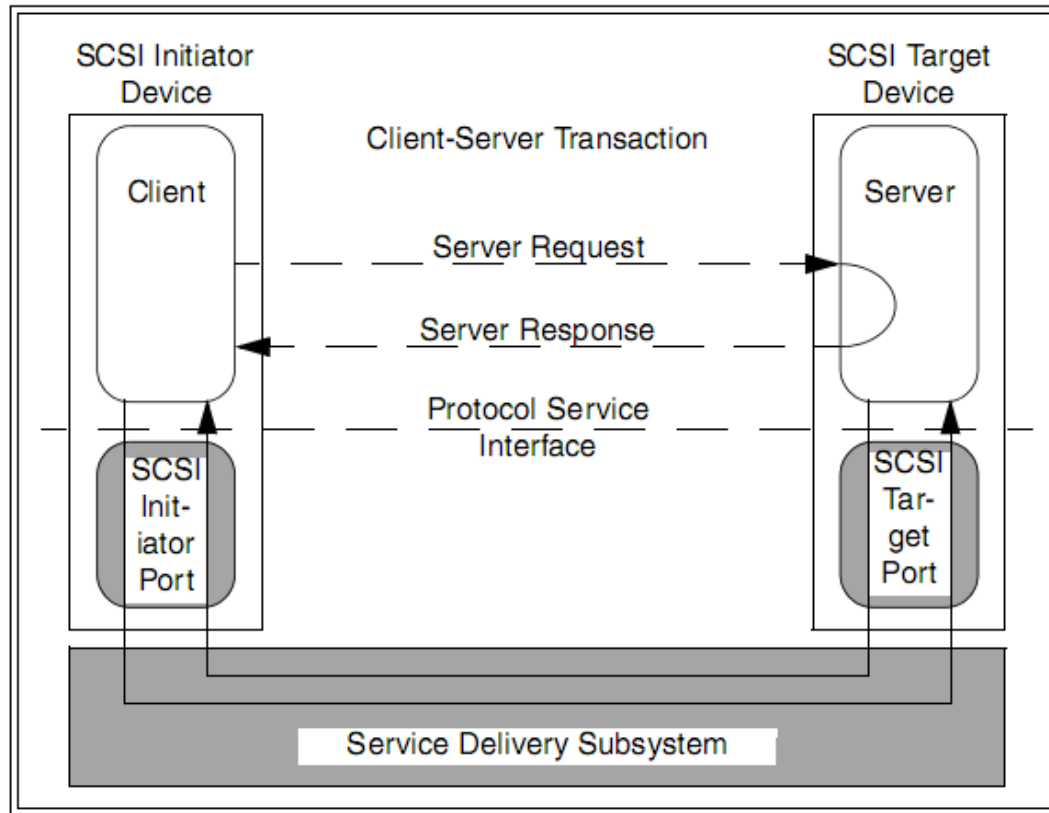 SCSI Initiator
Device
SCSI Target
Device
Client-Server Transaction
Client
Server
Server Request
Server Response
Protocol Service
Interface
SCSI
Init-
iator
Port
SCSI
Tar-
get
Port
Service Delivery Subsystem